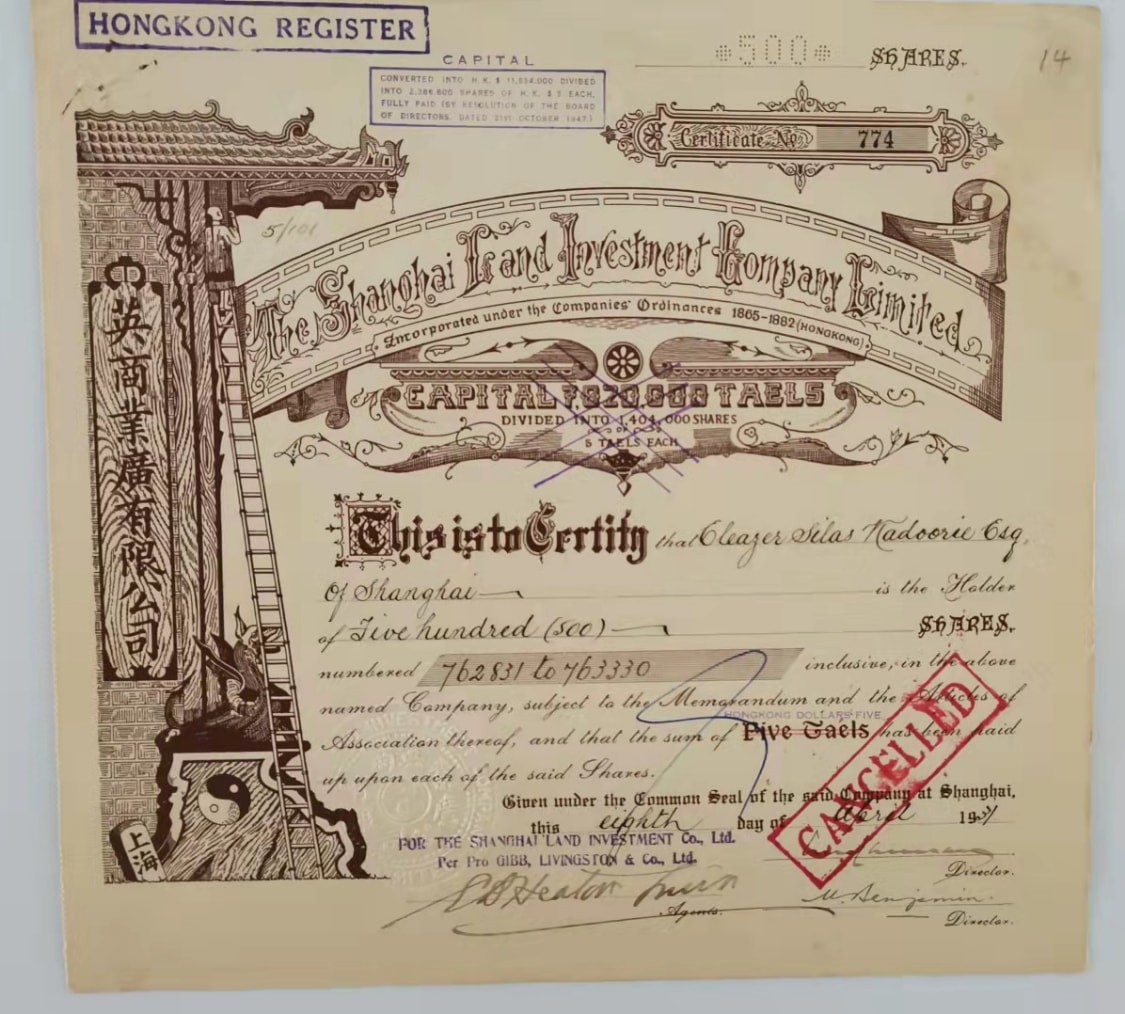 HONGKONG REGISTER
CAPITAL
CONVERTED INTO H.K. $ 11,934,000 DIVIDED
INTO 2,386,800 SHARES OF H.K. $ 5 EACH,
FULLY PAID (BY RESOLUTION OF THE BOARD
OF DIRECTORS DATED 21ST OCTOBER 1947)
*500* SHARES.
14
Certificate No 774
5/101
The Shanghai Land Investment Company Limited.
Incorporated under the Companies' Ordinances 1865-1882 (HONGKONG)
CAPITAL 7,020,000 TAELS
DIVIDED INTO 1,404,000 SHARES
OF
5 TAELS EACH
英商業廣有限公司
上海
This is to Certify that Eleazer Silas Kadoorie Esq.
Of Shanghai is the Holder
of Five hundred (500) SHARES.
numbered 762831 to 763330 inclusive, in the above
named Company, subject to the Memorandum and the Articles of
HONGKONG DOLLARS FIVE
Association thereof, and that the sum of Five Taels has been paid
up upon each of the said Shares.
Given under the Common Seal of the said Company at Shanghai,
this eighth day of April
CANCELLED
FOR THE SHANGHAI LAND INVESTMENT Co., Ltd.
Per Pro GIBB, LIVINGSTON & Co., Ltd.
Director.
Agents.
M. Benjamin.
Director.